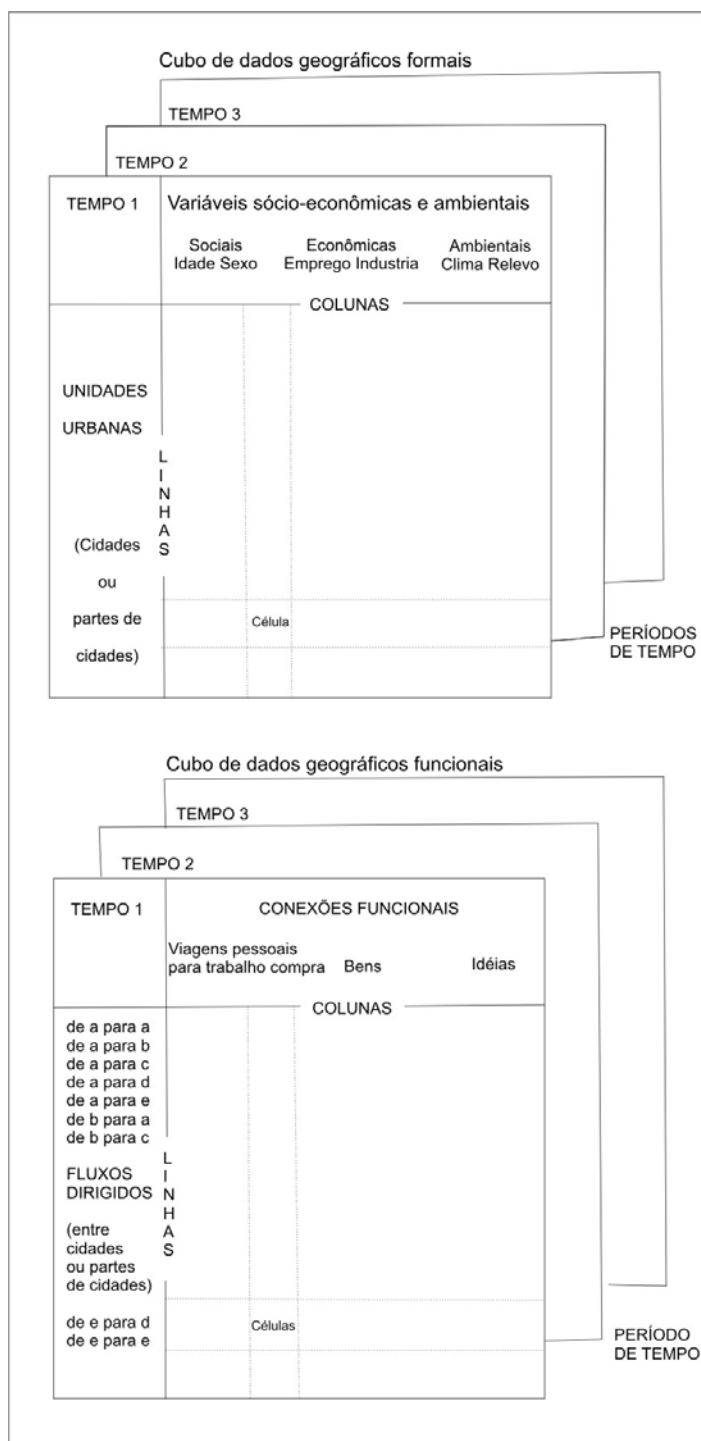 Cubo de dados geográficos formais
TEMPO 3
TEMPO 2
TEMPO 1
Variáveis sócio-econômicas e ambientais
Sociais
Idade Sexo
Econômicas
Emprego Industria
Ambientais
Clima Relevo
COLUNAS
UNIDADES
URBANAS
LINHAS
(Cidades
ou
partes de
cidades)
Célula
PERÍODOS
DE TEMPO
Cubo de dados geográficos funcionais
TEMPO 3
TEMPO 2
TEMPO 1
CONEXÕES FUNCIONAIS
Viagens pessoais
para trabalho compra
Bens
Idéias
COLUNAS
de a para a
de a para b
de a para c
de a para d
de a para e
de b para a
de b para c
LINHAS
FLUXOS
DIRIGIDOS
(entre
cidades
ou partes
de cidades)
de e para d
de e para e
Células
PERÍODO
DE TEMPO